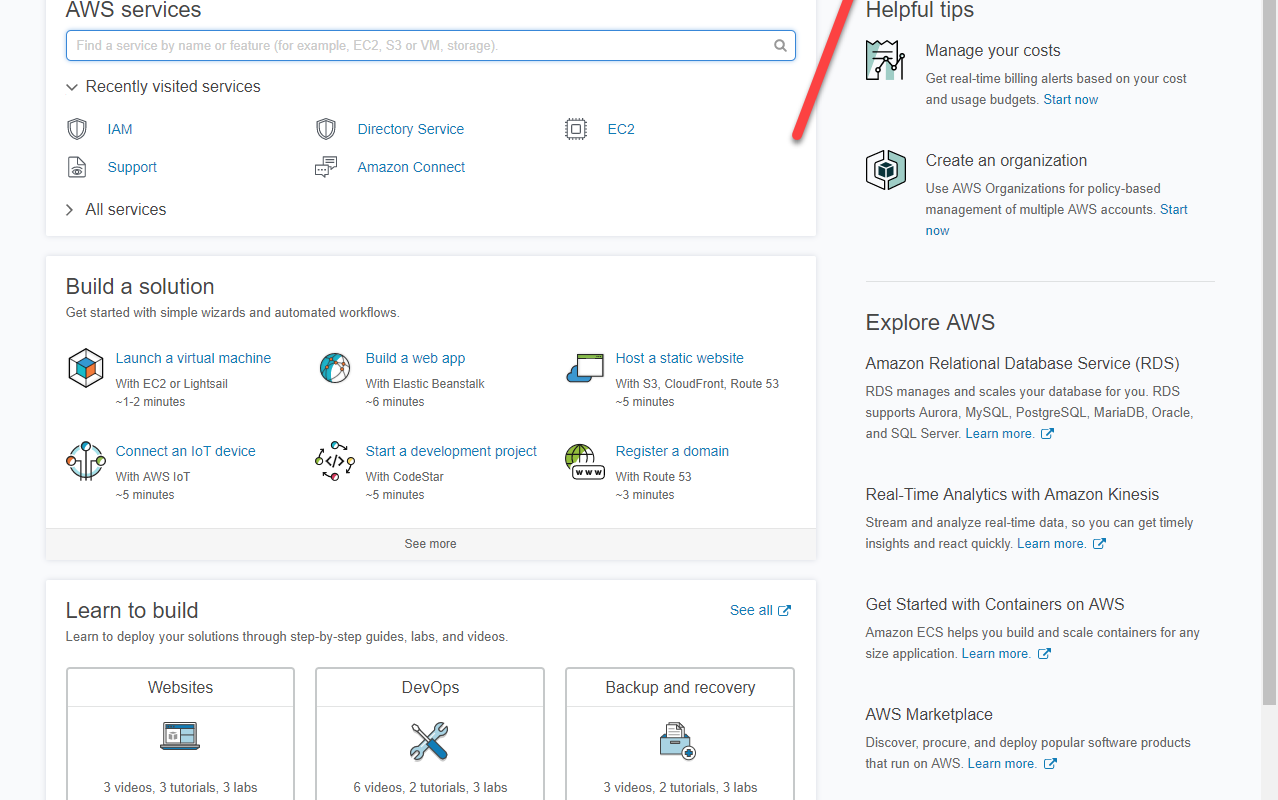 AWS services
Find a service by name or feature (for example, EC2, S3 or VM, storage).
Recently visited services
IAM
Directory Service
EC2
Support
Amazon Connect
All services
Build a solution
Get started with simple wizards and automated workflows.
Launch a virtual machine
With EC2 or Lightsail
~1-2 minutes
Build a web app
With Elastic Beanstalk
~6 minutes
Host a static website
With S3, CloudFront, Route 53
~5 minutes
Connect an IoT device
With AWS IoT
~5 minutes
Start a development project
With CodeStar
~5 minutes
Register a domain
With Route 53
~3 minutes
WWW
See more
Learn to build
See all
Learn to deploy your solutions through step-by-step guides, labs, and videos.
Websites
3 videos, 3 tutorials, 3 labs
DevOps
6 videos, 2 tutorials, 3 labs
Backup and recovery
3 videos, 2 tutorials, 3 labs
Helpful tips
Manage your costs
Get real-time billing alerts based on your cost
and usage budgets. Start now
Create an organization
Use AWS Organizations for policy-based
management of multiple AWS accounts. Start
now
Explore AWS
Amazon Relational Database Service (RDS)
RDS manages and scales your database for you. RDS
supports Aurora, MySQL, PostgreSQL, MariaDB, Oracle,
and SQL Server. Learn more.
Real-Time Analytics with Amazon Kinesis
Stream and analyze real-time data, so you can get timely
insights and react quickly. Learn more.
Get Started with Containers on AWS
Amazon ECS helps you build and scale containers for any
size application. Learn more.
AWS Marketplace
Discover, procure, and deploy popular software products
that run on AWS. Learn more.